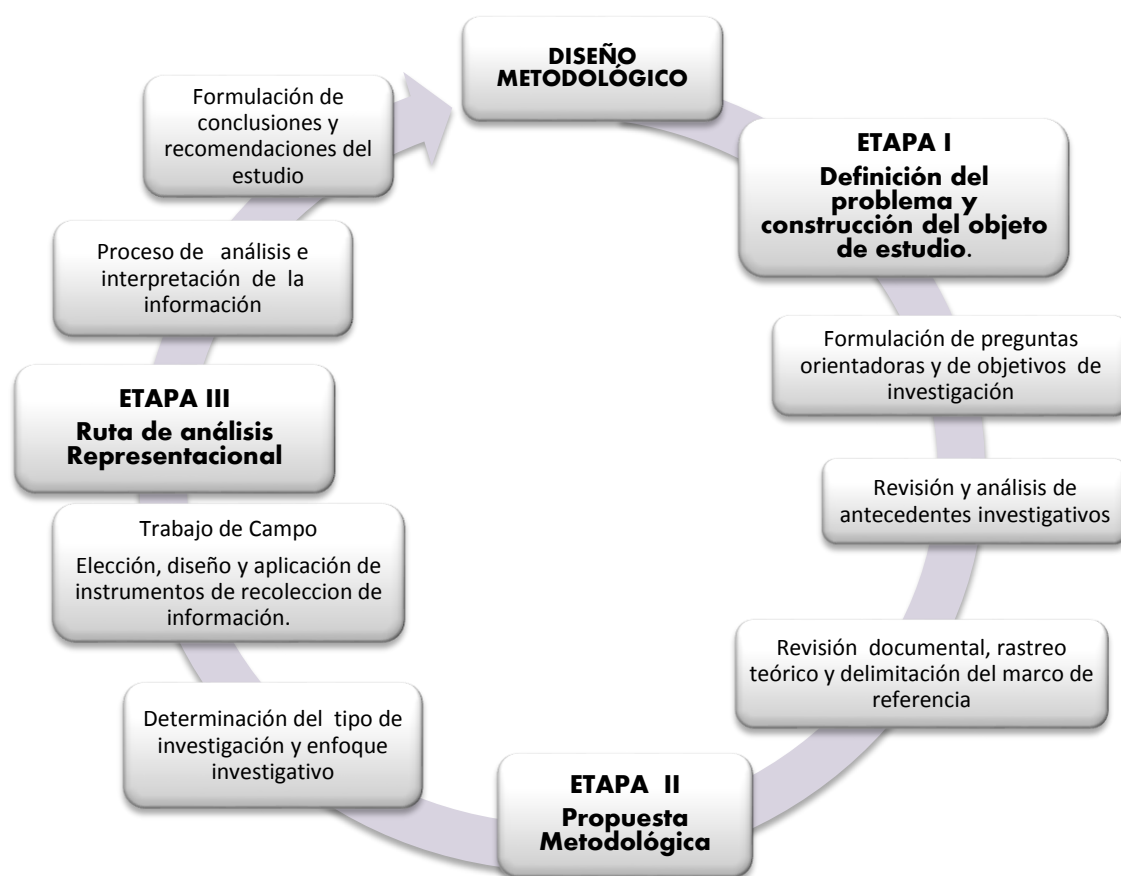 DISEÑO
METODOLÓGICO
ETAPA I
Definición del
problema y
construcción del objeto
de estudio.
Formulación de preguntas
orientadoras y de objetivos de
investigación
Revisión y análisis de
antecedentes investigativos
Revisión documental, rastreo
teórico y delimitación del marco de
referencia
ETAPA II
Propuesta
Metodológica
Determinación del tipo de
investigación y enfoque
investigativo
Trabajo de Campo
Elección, diseño y aplicación de
instrumentos de recoleccion de
información.
ETAPA III
Ruta de análisis
Representacional
Proceso de análisis e
interpretación de la
información
Formulación de
conclusiones y
recomendaciones del
estudio